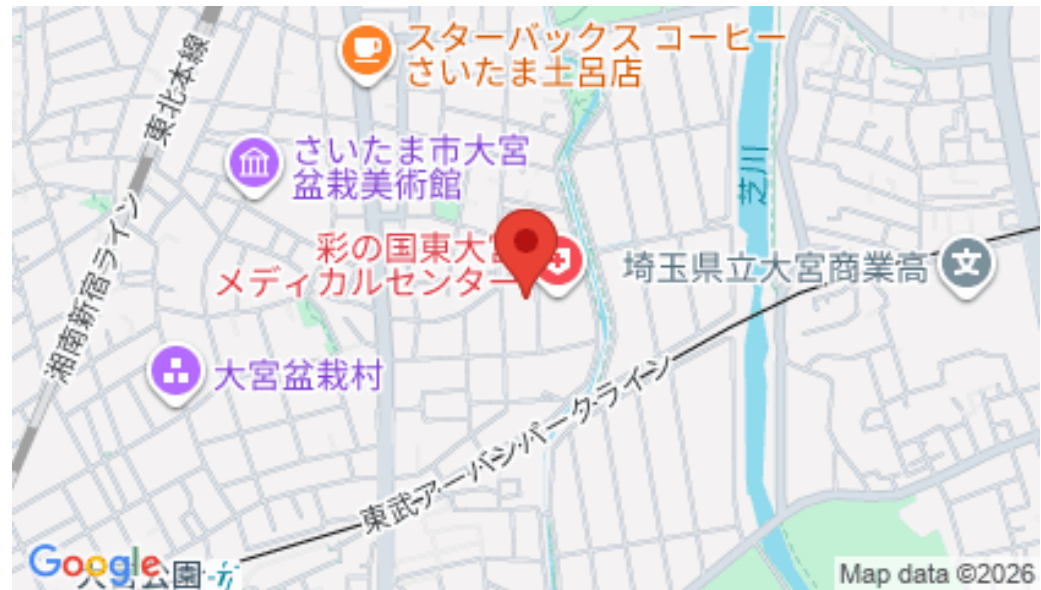 スターバックス コーヒー
さいたま土呂店
東北本線
さいたま市大宮
盆栽美術館
芝川
彩の国東大宮
メディカルセンター
埼玉県立大宮商業高
湘南新宿ライン
大宮盆栽村
東武アーバンパークライン
Google
公園
Map data ©2026